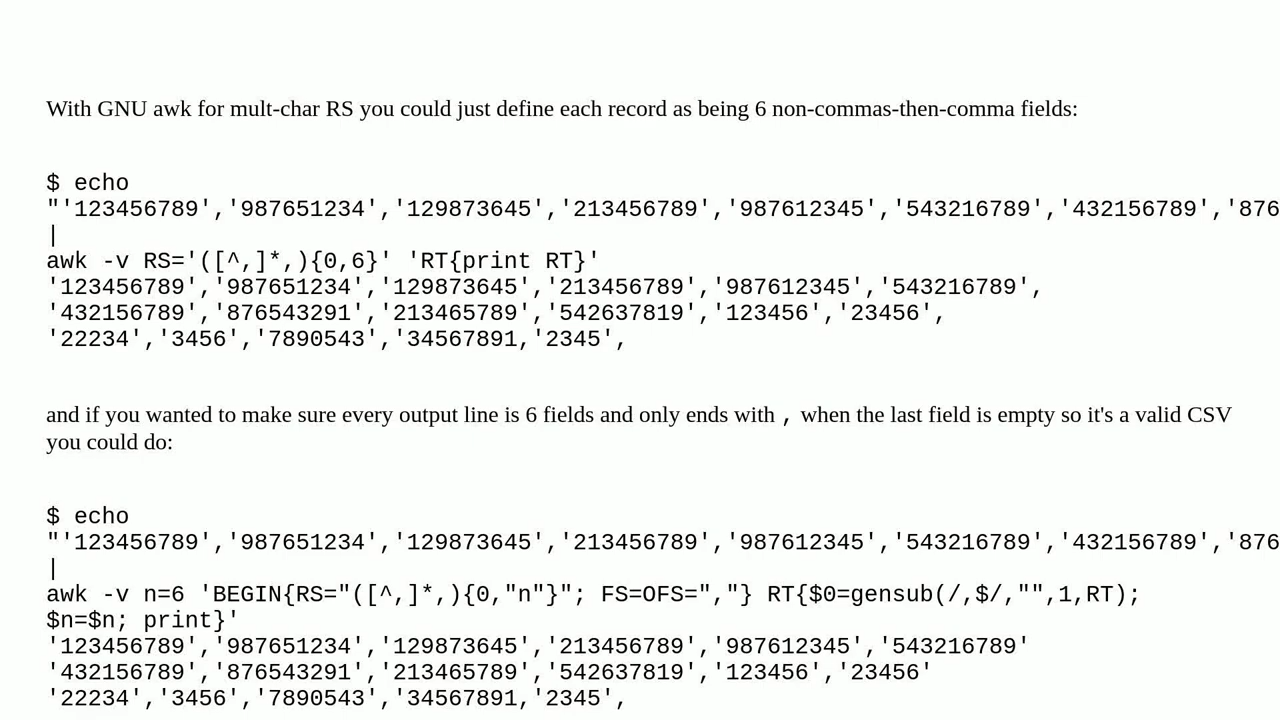 With GNU awk for mult-char RS you could just define each record as being 6 non-commas-then-comma fields:
$ echo
"'123456789','987651234','129873645','213456789','987612345','543216789','432156789','876
|
awk -v RS='([^,]*,){0,6}' 'RT{print RT}'
'123456789','987651234','129873645','213456789','987612345','543216789',
'432156789','876543291','213465789','542637819','123456','23456',
'22234','3456','7890543','34567891,'2345',
and if you wanted to make sure every output line is 6 fields and only ends with , when the last field is empty so it's a valid CSV
you could do:
$ echo
"'123456789','987651234','129873645','213456789','987612345','543216789','432156789','876
|
awk -v n=6 'BEGIN{RS="([^,]*,){0,"n"}"; FS=OFS=","} RT{$0=gensub(/,$/,"",1,RT);
$n=$n; print}'
'123456789','987651234','129873645','213456789','987612345','543216789'
'432156789','876543291','213465789','542637819','123456','23456'
'22234','3456','7890543','34567891,'2345',